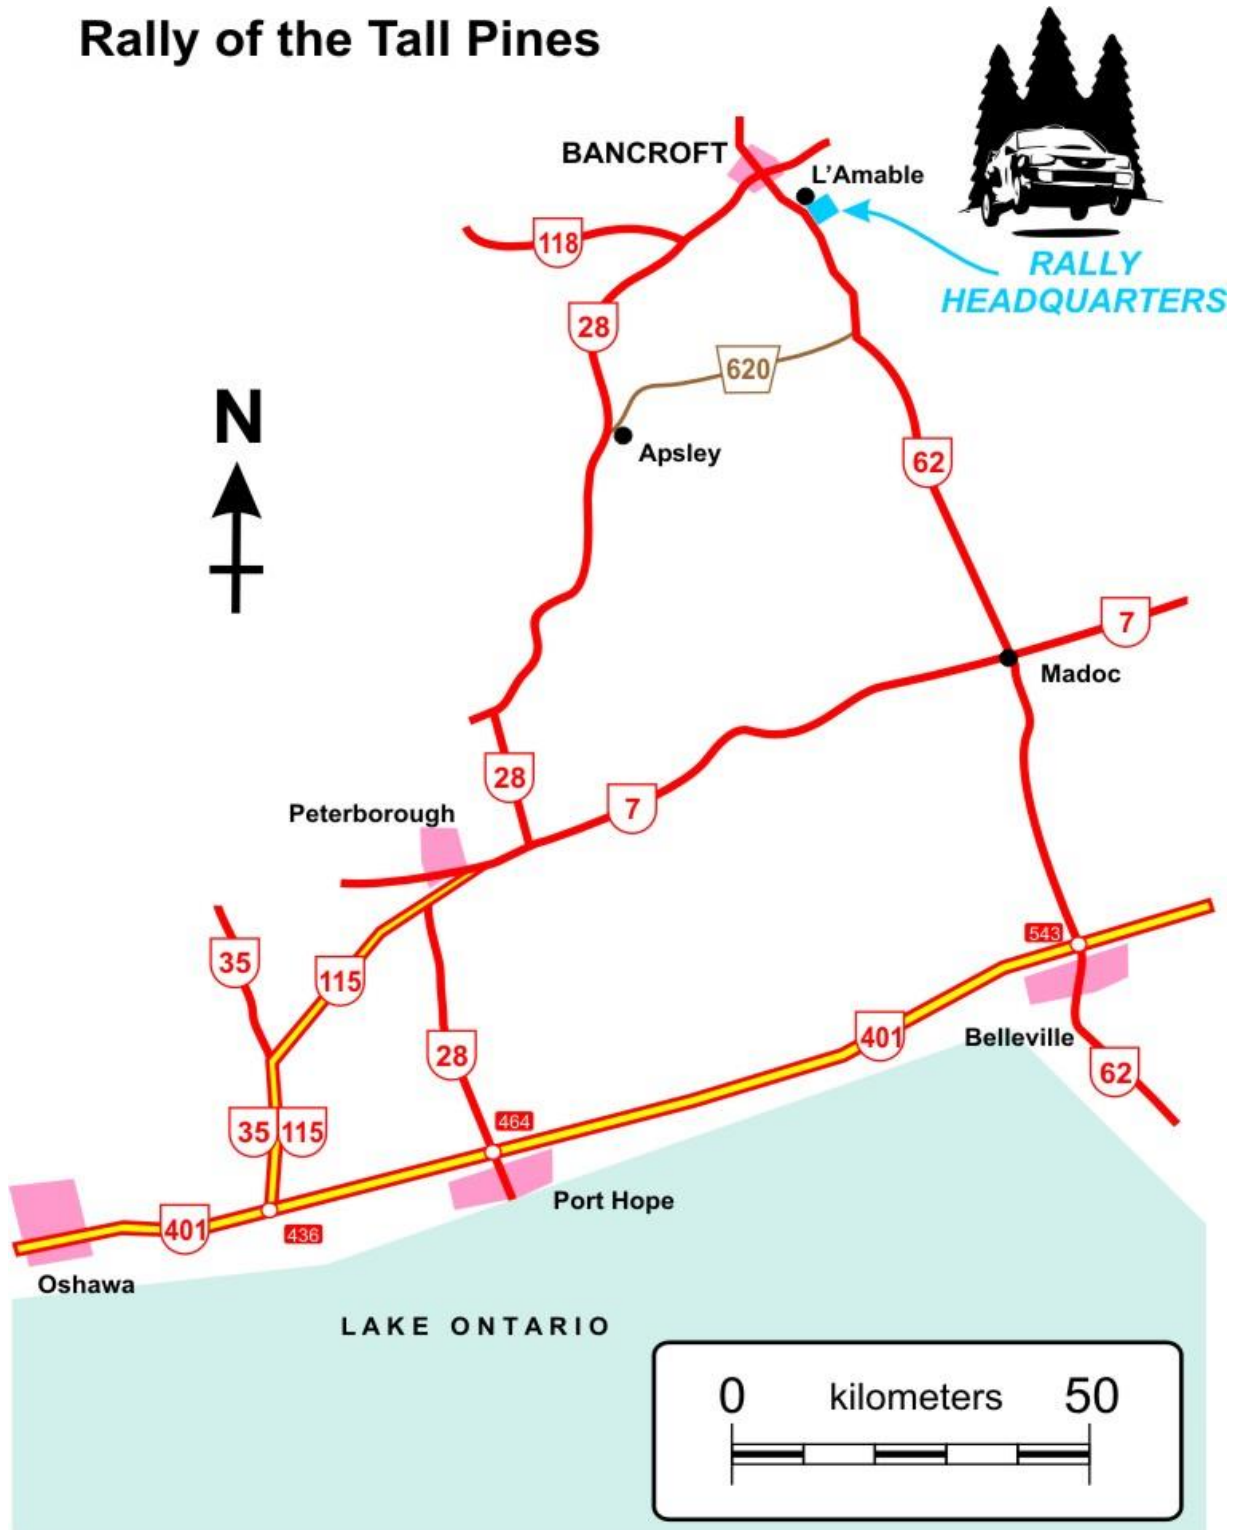 Rally of the Tall Pines
BANCROFT
L'Amable
118
RALLY
HEADQUARTERS
28
620
N
Apsley
62
7
Madoc
28
Peterborough
7
543
35
115
401
Belleville
28
62
464
35
115
Port Hope
401
436
Oshawa
LAKE ONTARIO
0 kilometers 50